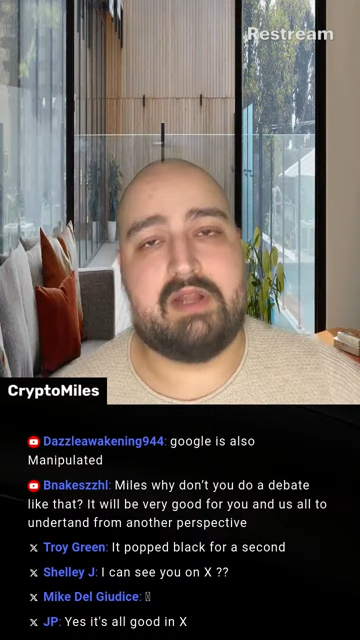 Restream
CryptoMiles
Dazzleawakening944: google is also
Manipulated
Bnakeszzhl: Miles why don’t you do a debate
like that? It will be very good for you and us all to
undertand from another perspective
Troy Green: It popped black for a second
Shelley J: I can see you on X ??
Mike Del Giudice:
JP: Yes it's all good in X